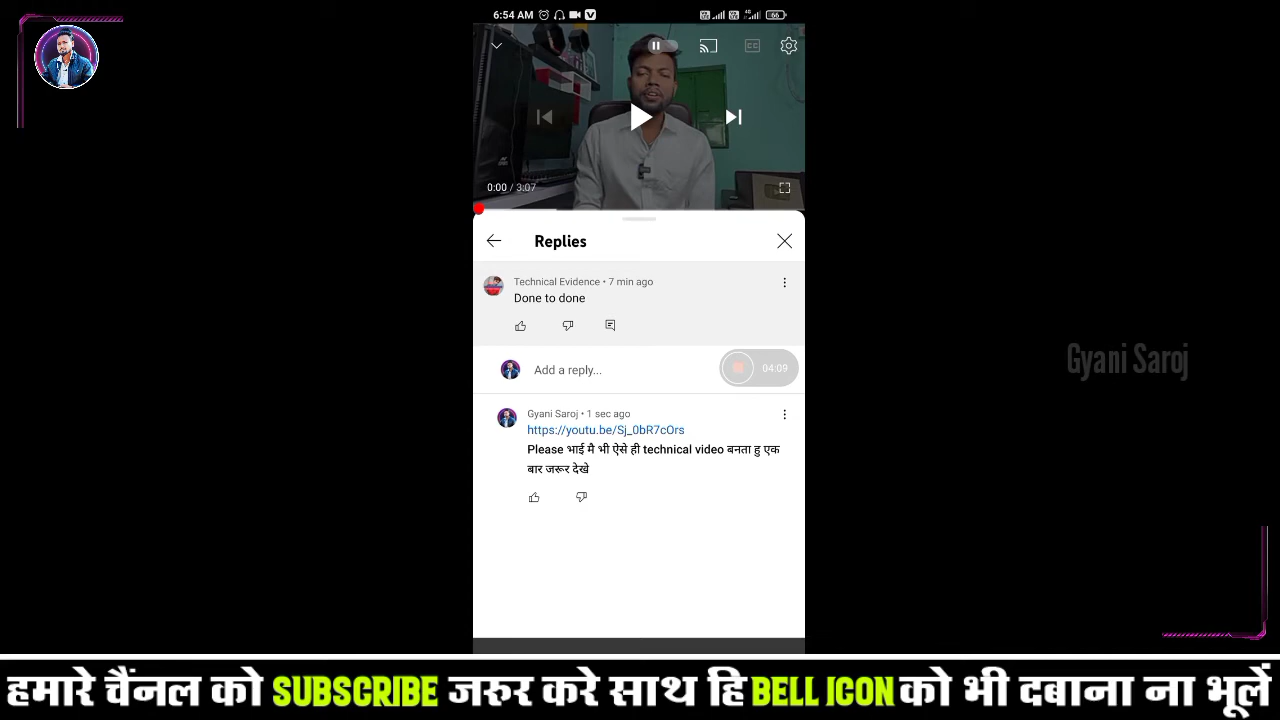 6:54 AM
66
CC
0:00 / 3:07
Replies
Technical Evidence • 7 min ago
Done to done
Add a reply...
04:09
Gyani Saroj • 1 sec ago
https://youtu.be/Sj_0bR7cOrs
Please भाई मै भी ऐसे ही technical video बनता हु एक
बार जरूर देखे
Gyani Saroj
हमारे चैंनल को SUBSCRIBE जरुर करे साथ हि BELL ICON को भी दबाना ना भूलें